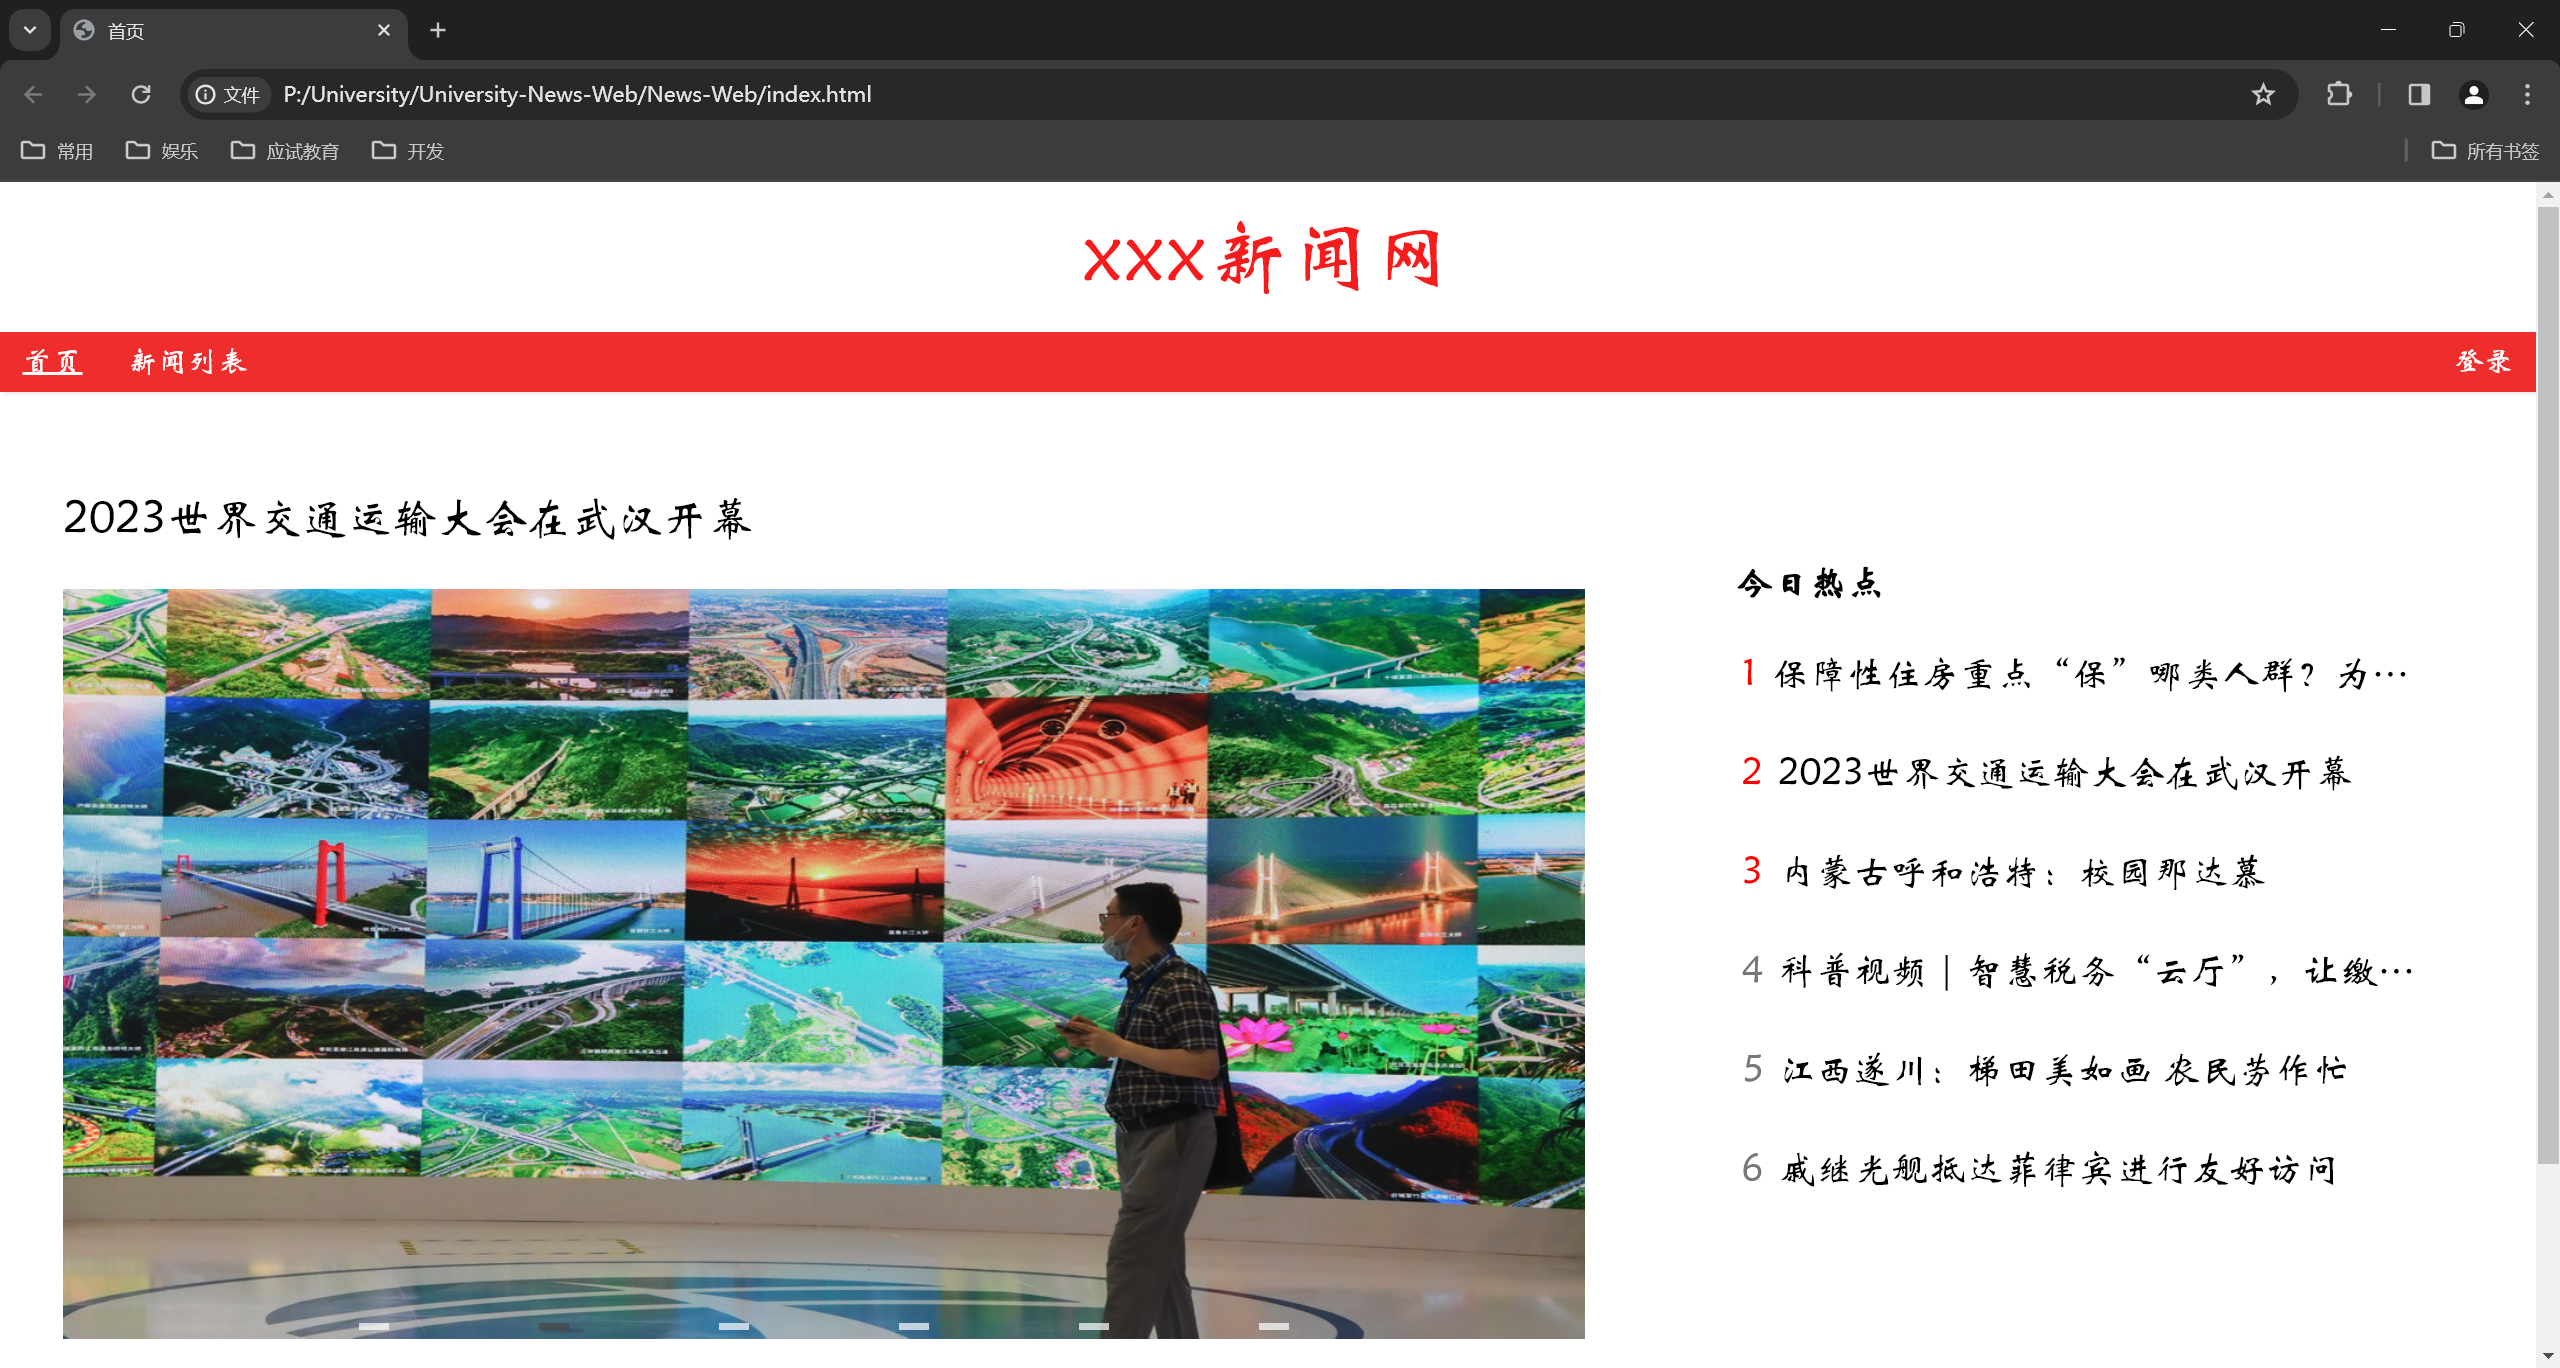 首页
文件 P:/University/University-News-Web/News-Web/index.html
常用 娱乐 应试教育 开发 所有书签
XXX新闻网
首页 新闻列表 登录
2023世界交通运输大会在武汉开幕
今日热点
1 保障性住房重点“保”哪类人群？为…
2 2023世界交通运输大会在武汉开幕
3 内蒙古呼和浩特：校园那达慕
4 科普视频｜智慧税务“云厅”，让缴…
5 江西遂川：梯田美如画 农民劳作忙
6 戚继光舰抵达菲律宾进行友好访问